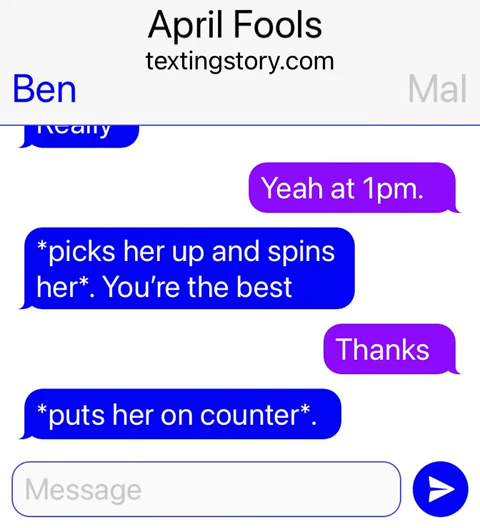 April Fools
textingstory.com
Ben
Mal
Really
Yeah at 1pm.
*picks her up and spins
her*. You’re the best
Thanks
*puts her on counter*.
Message